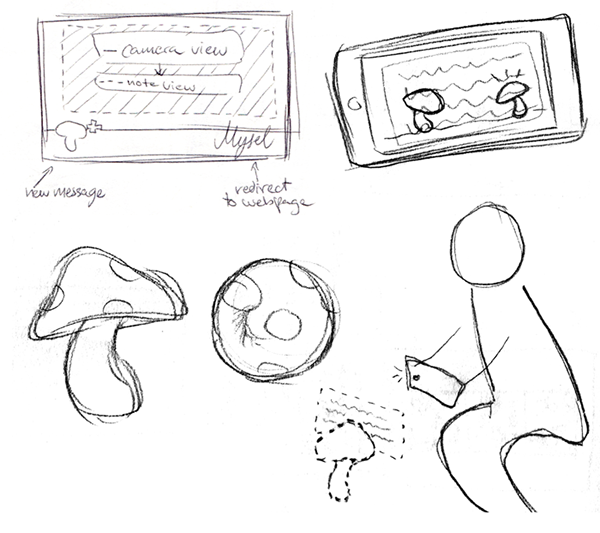 camera view
note view
Mysel
new message
redirect
to webpage